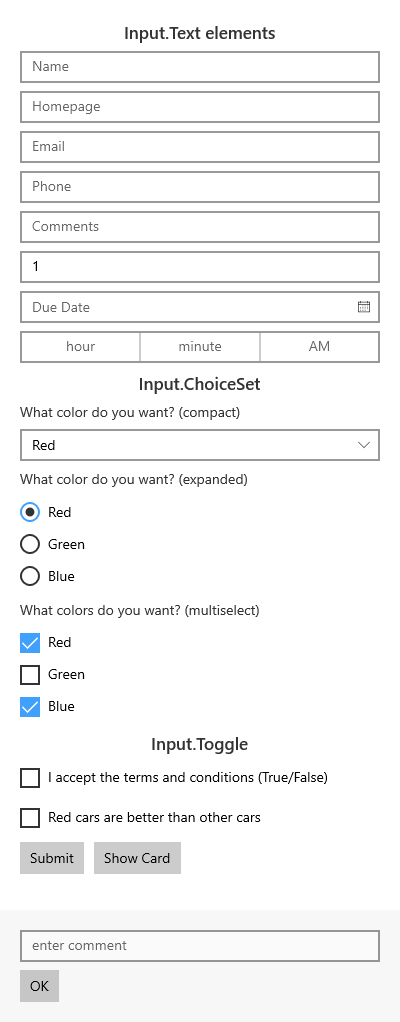 Input.Text elements
Name
Homepage
Email
Phone
Comments
1
Due Date
hour minute AM
Input.ChoiceSet
What color do you want? (compact)
Red
What color do you want? (expanded)
Red
Green
Blue
What colors do you want? (multiselect)
Red
Green
Blue
Input.Toggle
I accept the terms and conditions (True/False)
Red cars are better than other cars
Submit Show Card
enter comment
OK